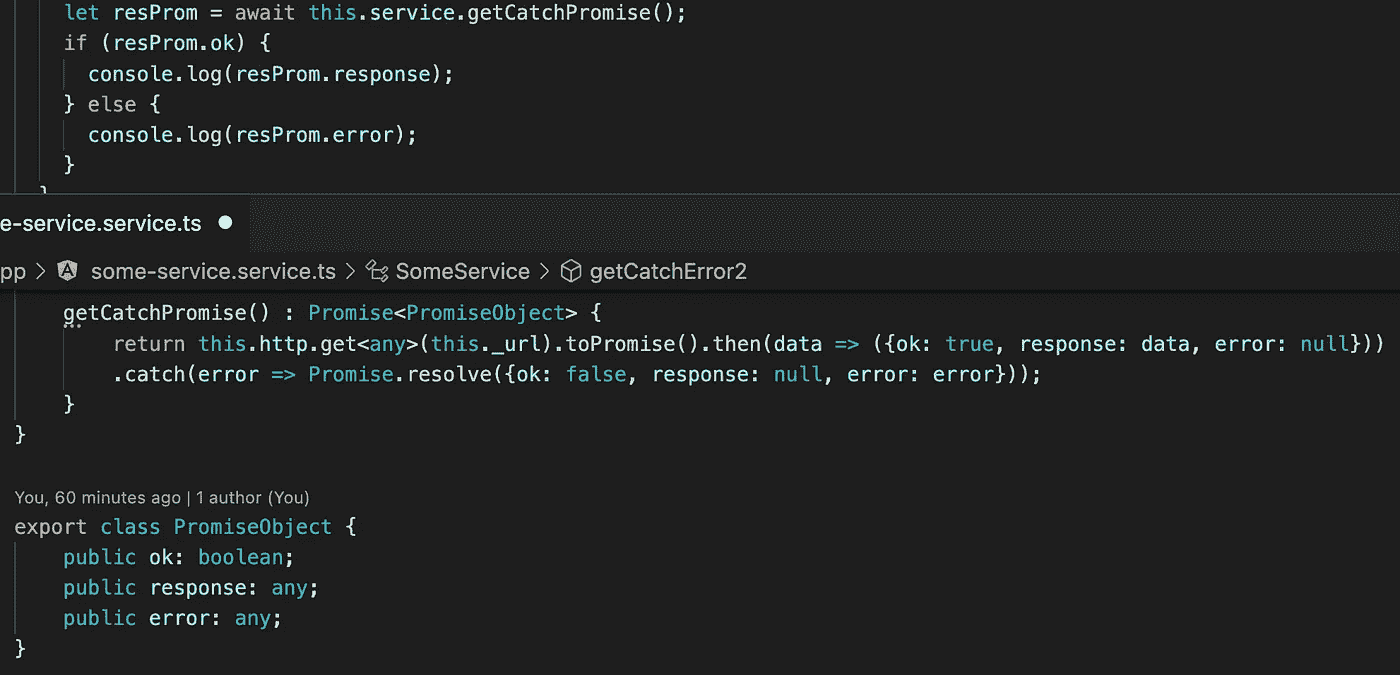 let resProm = await this.service.getCatchPromise();
if (resProm.ok) {
console.log(resProm.response);
} else {
console.log(resProm.error);
}
}
e-service.service.ts
pp > some-service.service.ts > SomeService > getCatchError2
getCatchPromise() : Promise<PromiseObject> {
return this.http.get<any>(this._url).toPromise().then(data => ({ok: true, response: data, error: null}))
.catch(error => Promise.resolve({ok: false, response: null, error: error}));
}
}
You, 60 minutes ago | 1 author (You)
export class PromiseObject {
public ok: boolean;
public response: any;
public error: any;
}